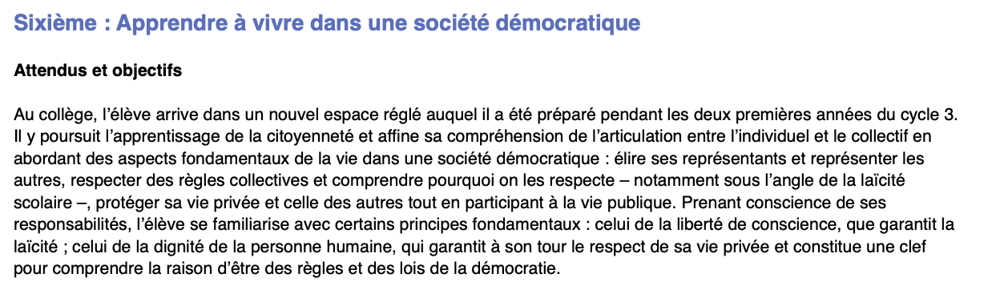 Sixième : Apprendre à vivre dans une société démocratique
Attendus et objectifs
Au collège, l’élève arrive dans un nouvel espace réglé auquel il a été préparé pendant les deux premières années du cycle 3.
Il y poursuit l’apprentissage de la citoyenneté et affine sa compréhension de l’articulation entre l’individuel et le collectif en
abordant des aspects fondamentaux de la vie dans une société démocratique : élire ses représentants et représenter les
autres, respecter des règles collectives et comprendre pourquoi on les respecte – notamment sous l’angle de la laïcité
scolaire –, protéger sa vie privée et celle des autres tout en participant à la vie publique. Prenant conscience de ses
responsabilités, l’élève se familiarise avec certains principes fondamentaux : celui de la liberté de conscience, que garantit la
laïcité ; celui de la dignité de la personne humaine, qui garantit à son tour le respect de sa vie privée et constitue une clef
pour comprendre la raison d’être des règles et des lois de la démocratie.